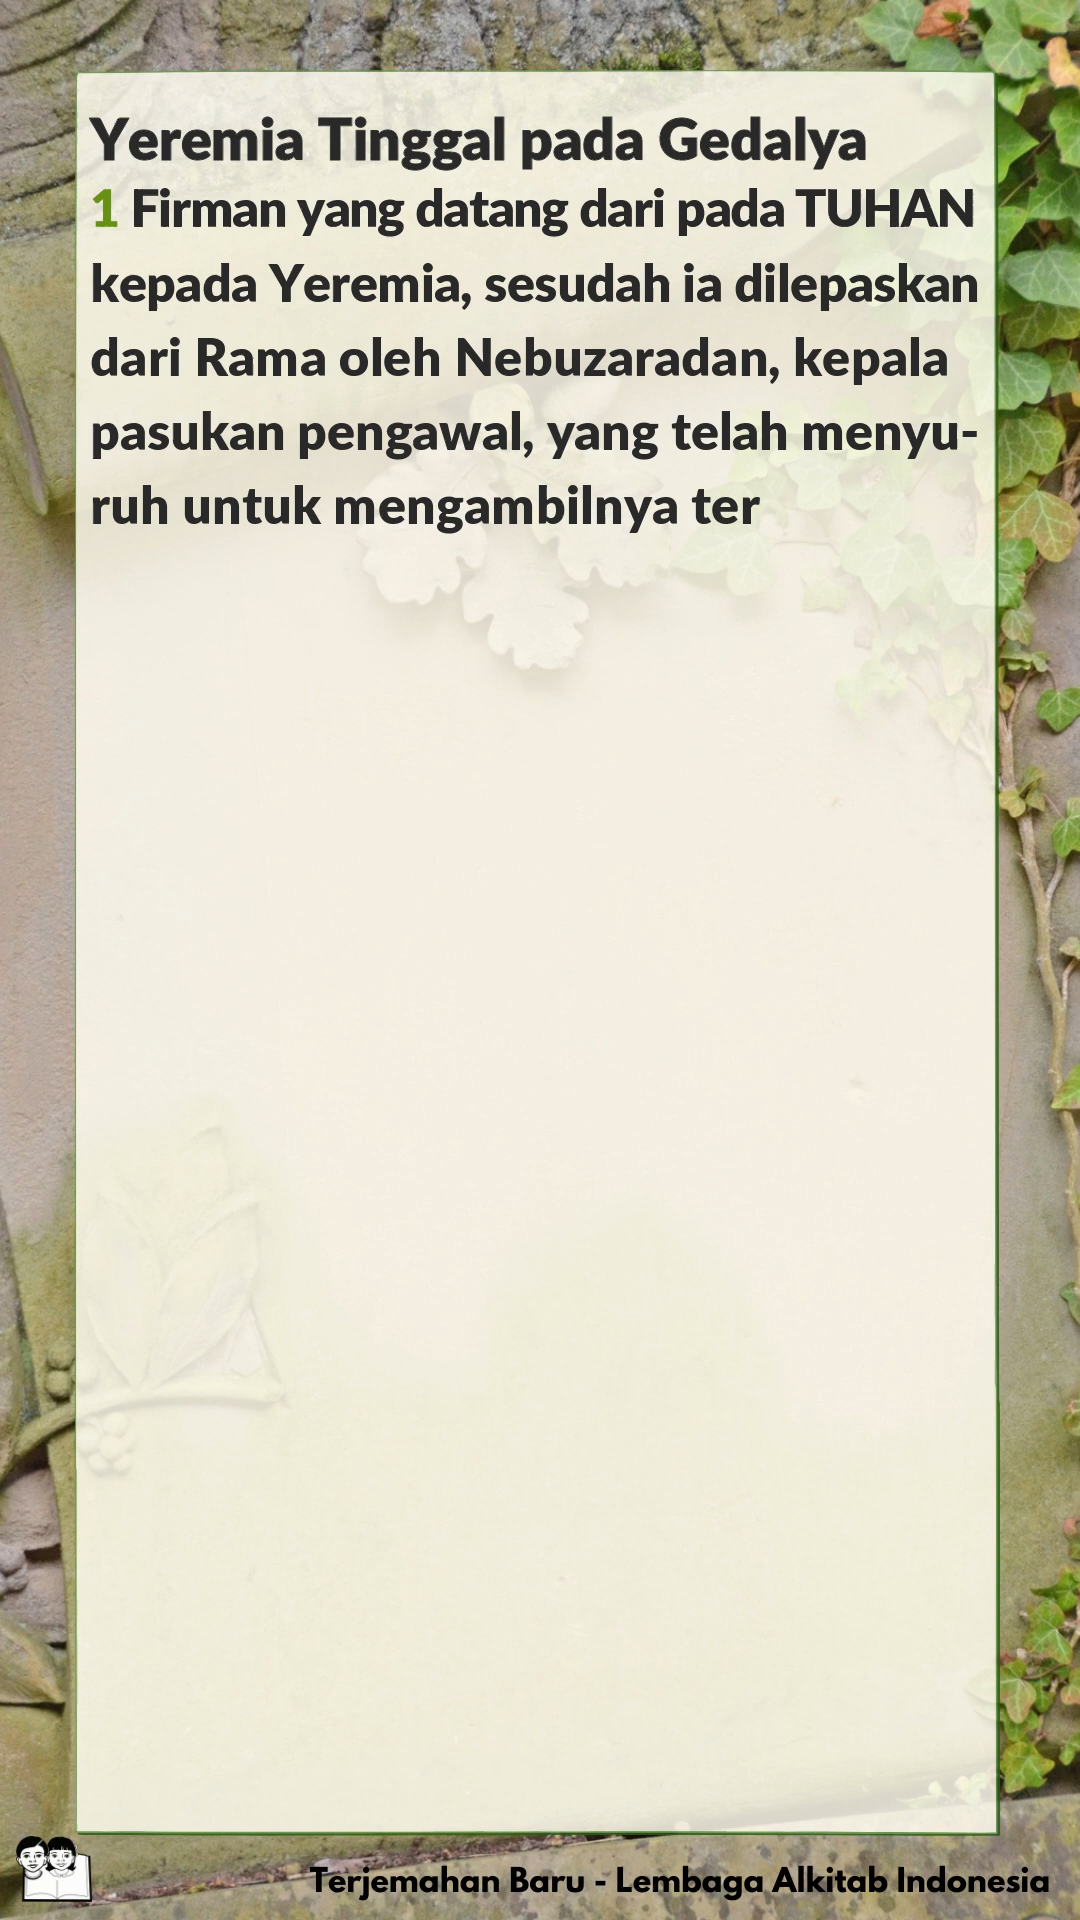 Yeremia Tinggal pada Gedalya
1 Firman yang datang dari pada TUHAN
kepada Yeremia, sesudah ia dilepaskan
dari Rama oleh Nebuzaradan, kepala
pasukan pengawal, yang telah menyu-
ruh untuk mengambilnya ter
Terjemahan Baru - Lembaga Alkitab Indonesia